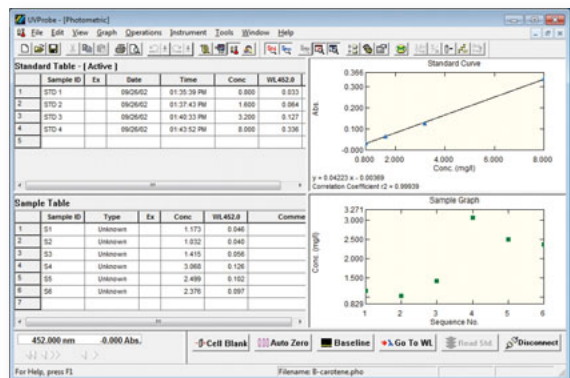 UVProbe - [Photometric]
File Edit View Graph Operations Instrument Tools Window Help
Standard Table - [ Active ]
Sample ID Ex Date Time Conc WL452.0
1 STD 1 09/26/02 01:35:39 PM 0.800 0.033
2 STD 2 09/26/02 01:37:43 PM 1.600 0.064
3 STD 3 09/26/02 01:40:33 PM 3.200 0.127
4 STD 4 09/26/02 01:43:52 PM 8.000 0.336
5
Standard Curve
Abs.
0.366
0.300
0.200
0.100
-0.000
0.800 2.000 4.000 6.000 8.000
Conc. (mg/l)
y = 0.04223 x - 0.00369
Correlation Coefficient r2 = 0.99939
Sample Table
Sample ID Type Ex Conc WL452.0 Comme
1 S1 Unknown 1.173 0.046
2 S2 Unknown 1.032 0.040
3 S3 Unknown 1.415 0.056
4 S4 Unknown 3.068 0.126
5 S5 Unknown 2.499 0.102
6 S6 Unknown 2.376 0.097
7
Sample Graph
Conc. (mg/l)
3.271
3.000
2.500
2.000
1.500
0.829
1 2 3 4 5 6
Sequence No.
452.000 nm -0.000 Abs.
Cell Blank Auto Zero Baseline Go To WL Read Std. Disconnect
For Help, press F1
Filename: B-carotene.pho